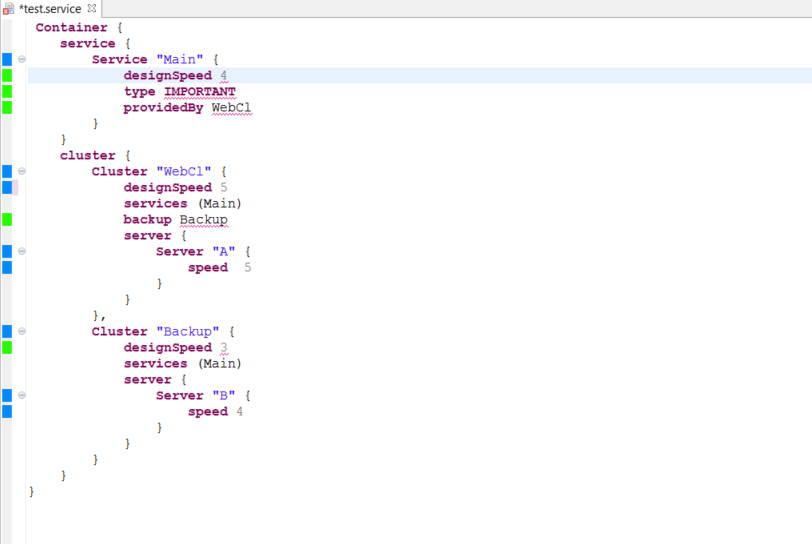 *test.service
Container {
    service {
        Service "Main" {
            designSpeed 4
            type IMPORTANT
            providedBy WebCl
        }
    }
    cluster {
        Cluster "WebCl" {
            designSpeed 5
            services (Main)
            backup Backup
            server {
                Server "A" {
                    speed  5
                }
            }
        },
        Cluster "Backup" {
            designSpeed 3
            services (Main)
            server {
                Server "B" {
                    speed 4
                }
            }
        }
    }
}